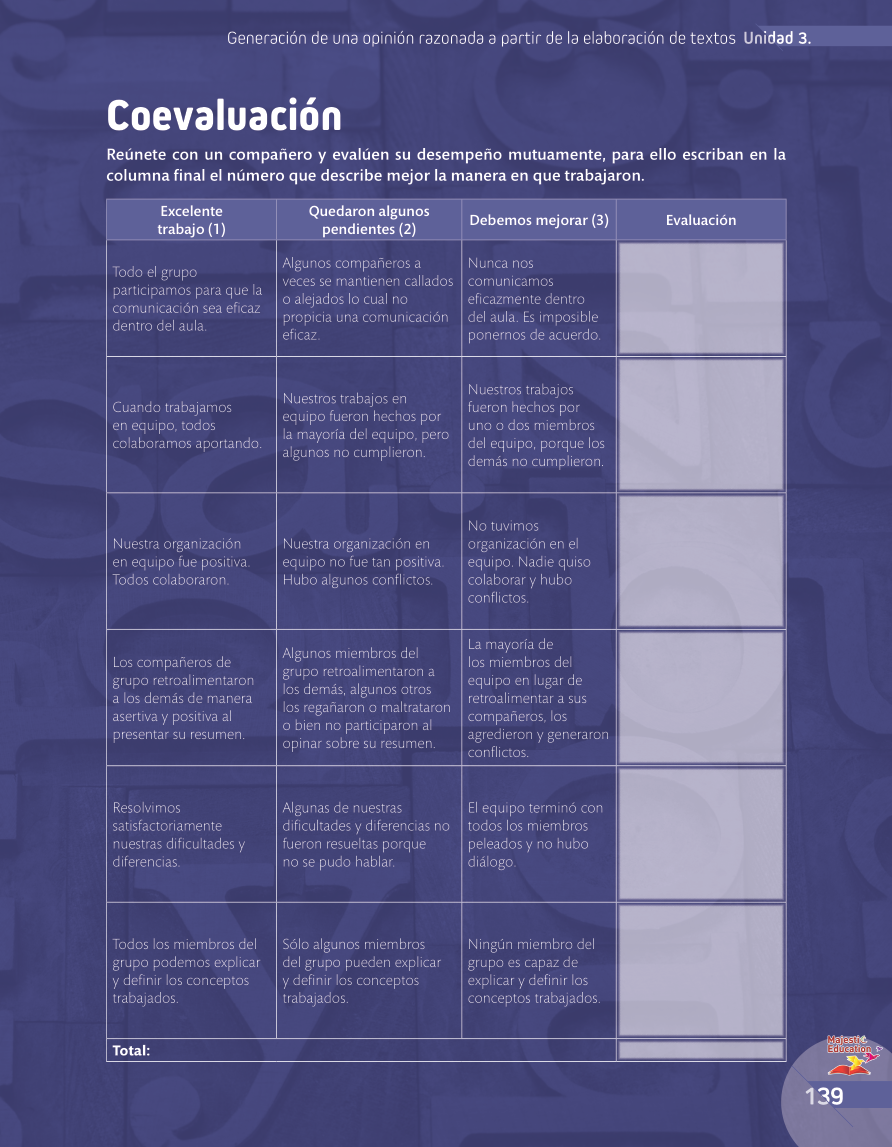 Generación de una opinión razonada a partir de la elaboración de textos Unidad 3.
Coevaluación
Reúnete con un compañero y evalúen su desempeño mutuamente, para ello escriban en la
columna final el número que describe mejor la manera en que trabajaron.
Excelente
trabajo (1)
Quedaron algunos
pendientes (2)
Debemos mejorar (3)
Evaluación
Todo el grupo
participamos para que la
comunicación sea eficaz
dentro del aula.
Algunos compañeros a
veces se mantienen callados
o alejados lo cual no
propicia una comunicación
eficaz.
Nunca nos
comunicamos
eficazmente dentro
del aula. Es imposible
ponernos de acuerdo.
Cuando trabajamos
en equipo, todos
colaboramos aportando.
Nuestros trabajos en
equipo fueron hechos por
la mayoría del equipo, pero
algunos no cumplieron.
Nuestros trabajos
fueron hechos por
uno o dos miembros
del equipo, porque los
demás no cumplieron.
Nuestra organización
en equipo fue positiva.
Todos colaboraron.
Nuestra organización en
equipo no fue tan positiva.
Hubo algunos conflictos.
No tuvimos
organización en el
equipo. Nadie quiso
colaborar y hubo
conflictos.
Los compañeros de
grupo retroalimentaron
a los demás de manera
asertiva y positiva al
presentar su resumen.
Algunos miembros del
grupo retroalimentaron a
los demás, algunos otros
los regañaron o maltrataron
o bien no participaron al
opinar sobre su resumen.
La mayoría de
los miembros del
equipo en lugar de
retroalimentar a sus
compañeros, los
agredieron y generaron
conflictos.
Resolvimos
satisfactoriamente
nuestras dificultades y
diferencias.
Algunas de nuestras
dificultades y diferencias no
fueron resueltas porque
no se pudo hablar.
El equipo terminó con
todos los miembros
peleados y no hubo
diálogo.
Todos los miembros del
grupo podemos explicar
y definir los conceptos
trabajados.
Sólo algunos miembros
del grupo pueden explicar
y definir los conceptos
trabajados.
Ningún miembro del
grupo es capaz de
explicar y definir los
conceptos trabajados.
Total:
Majestic
Education
139